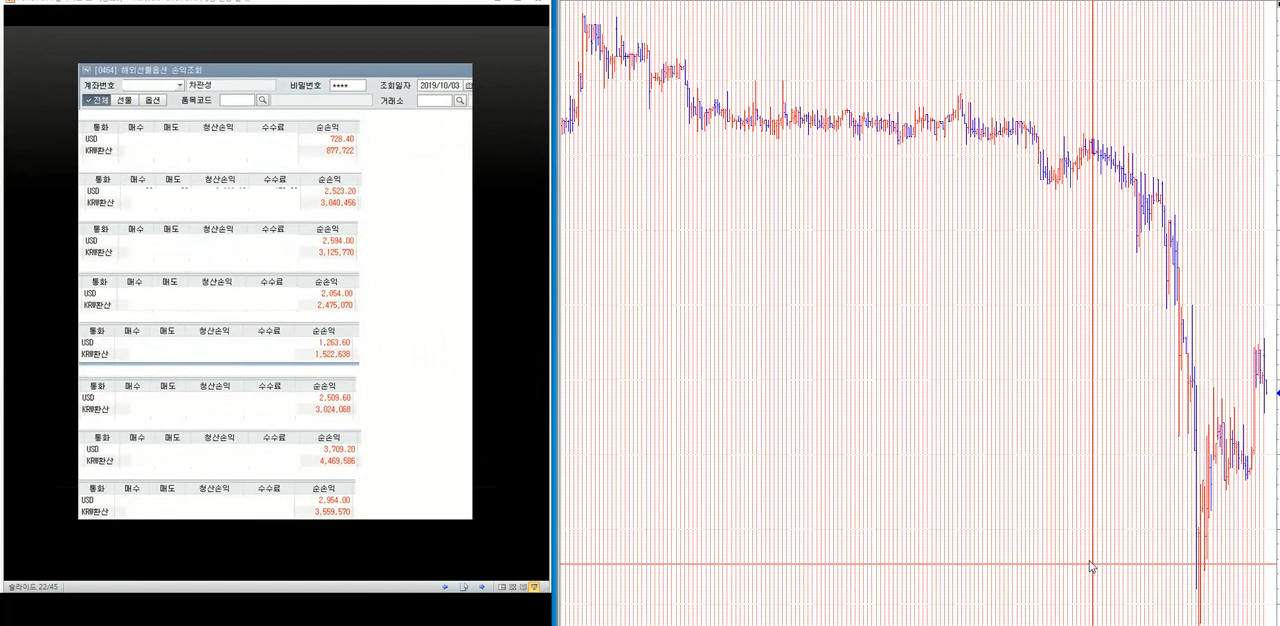 [0464] 해외선물옵션 손익조회
계좌번호 차관성 비밀번호 **** 조회일자 2019/10/03
전체 선물 옵션 품목코드 거래소
통화 매수 매도 청산손익 수수료 순손익
USD 728.40
KRW환산 877,722
통화 매수 매도 청산손익 수수료 순손익
USD 2,523.20
KRW환산 3,040,456
통화 매수 매도 청산손익 수수료 순손익
USD 2,594.00
KRW환산 3,125,770
통화 매수 매도 청산손익 수수료 순손익
USD 2,054.00
KRW환산 2,475,070
통화 매수 매도 청산손익 수수료 순손익
USD 1,263.60
KRW환산 1,522,638
통화 매수 매도 청산손익 수수료 순손익
USD 2,509.60
KRW환산 3,024,068
통화 매수 매도 청산손익 수수료 순손익
USD 3,709.20
KRW환산 4,469,586
통화 매수 매도 청산손익 수수료 순손익
USD 2,954.00
KRW환산 3,559,570
슬라이드 22/45